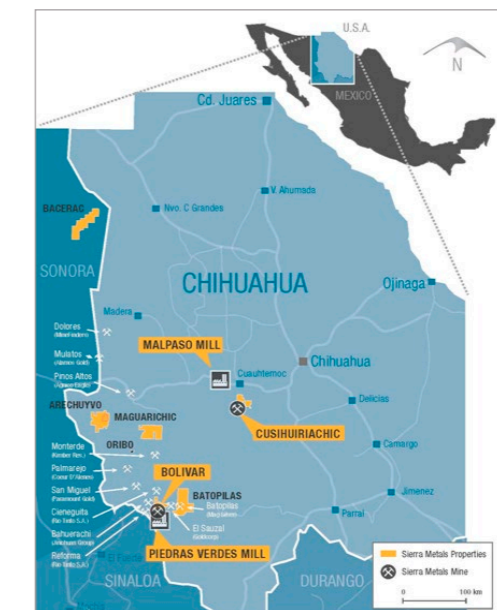 U.S.A.
N
MEXICO
Cd. Juares
BACERAC
Nvo. C Grandes
V. Ahumada
SONORA
CHIHUAHUA
Ojinaga
Madera
Dolores
Mulatos
MALPASO MILL
Chihuahua
Pinos Altos
Cuauhtemoc
Delicias
ARECHUYVO
MAGUARICHIC
CUSIHUIRIACHIC
ORIBO
Monterde
Camargo
Palmarejo
BOLIVAR
San Miguel
BATOPILAS
Jimenez
Cieneguita
Batopilas
Parral
Bahuerachi
El Sauzal
Reforma
PIEDRAS VERDES MILL
SINALOA
DURANGO
Sierra Metals Properties
Sierra Metals Mine
0 100 km